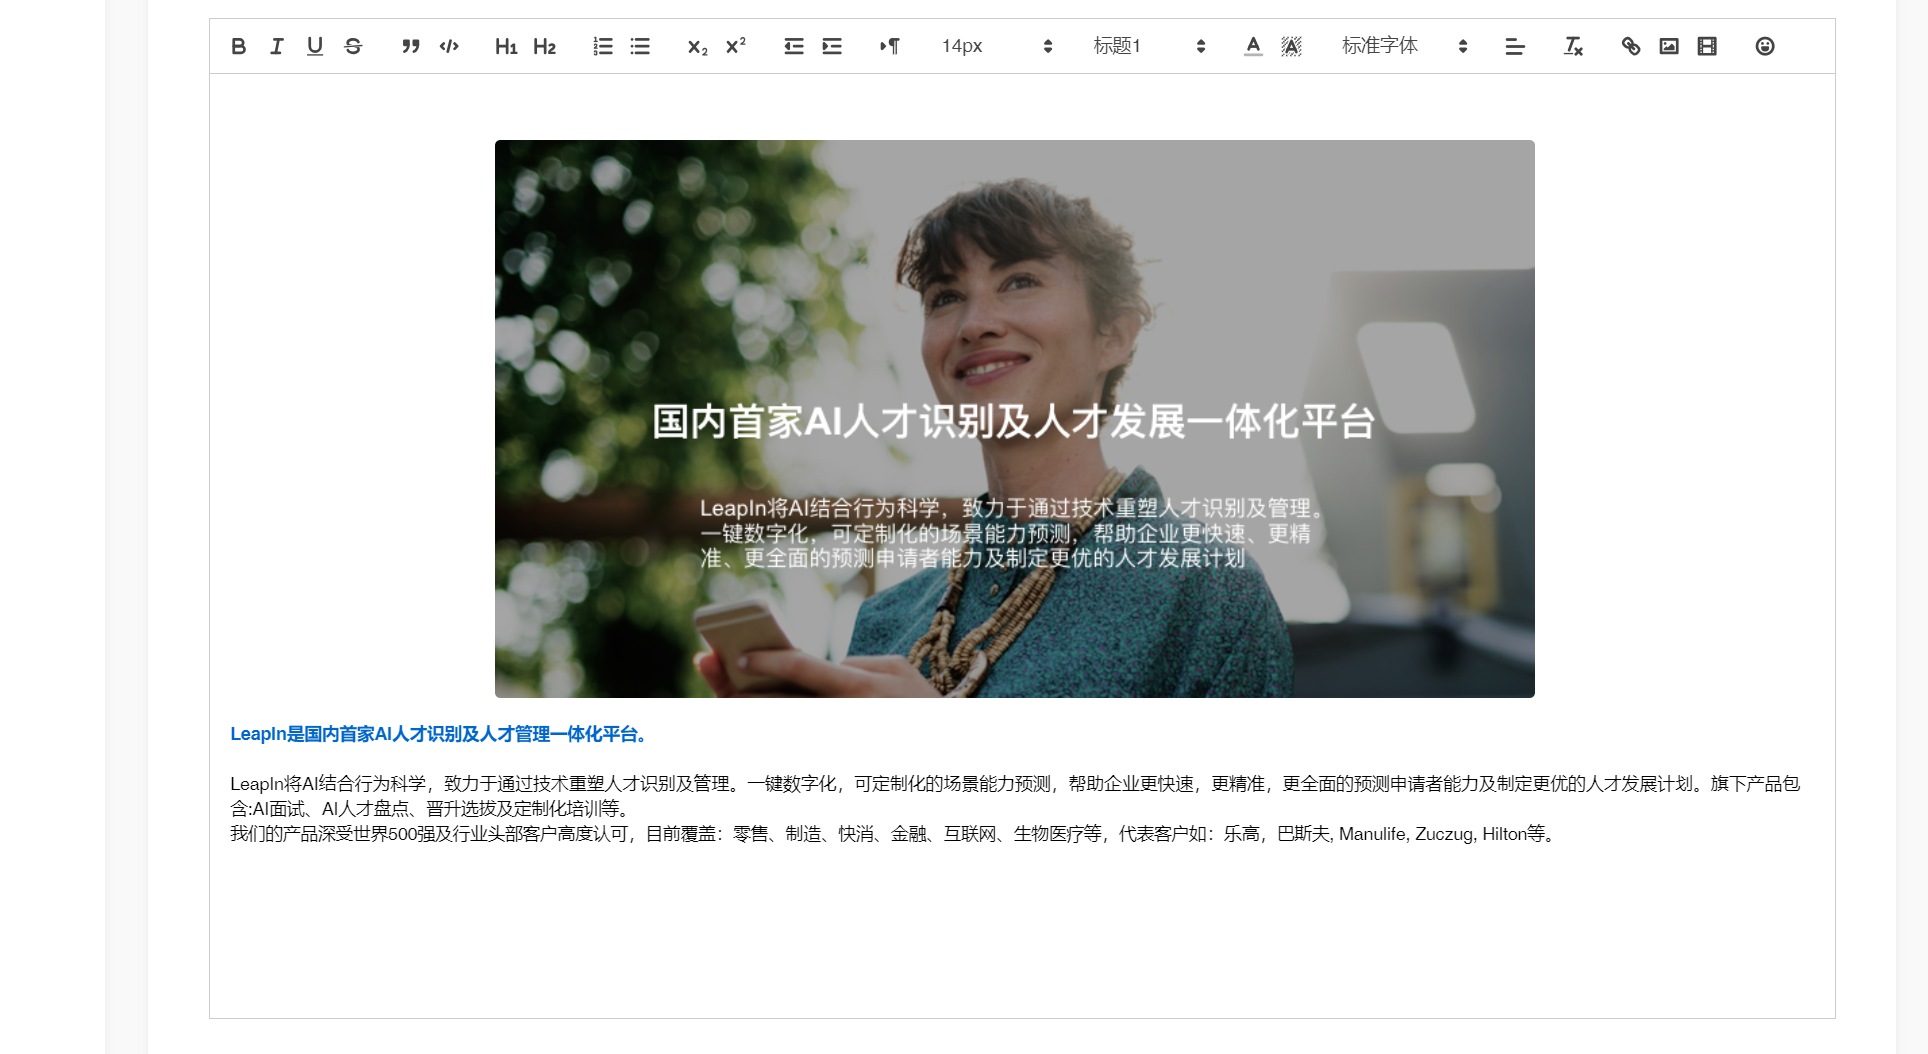 14px 标题1 标准字体
国内首家AI人才识别及人才发展一体化平台
LeapIn将AI结合行为科学，致力于通过技术重塑人才识别及管理。
一键数字化，可定制化的场景能力预测，帮助企业更快速、更精
准、更全面的预测申请者能力及制定更优的人才发展计划
LeapIn是国内首家AI人才识别及人才管理一体化平台。
LeapIn将AI结合行为科学，致力于通过技术重塑人才识别及管理。一键数字化，可定制化的场景能力预测，帮助企业更快速，更精准，更全面的预测申请者能力及制定更优的人才发展计划。旗下产品包
含:AI面试、AI人才盘点、晋升选拔及定制化培训等。
我们的产品深受世界500强及行业头部客户高度认可，目前覆盖：零售、制造、快消、金融、互联网、生物医疗等，代表客户如：乐高，巴斯夫, Manulife, Zuczug, Hilton等。